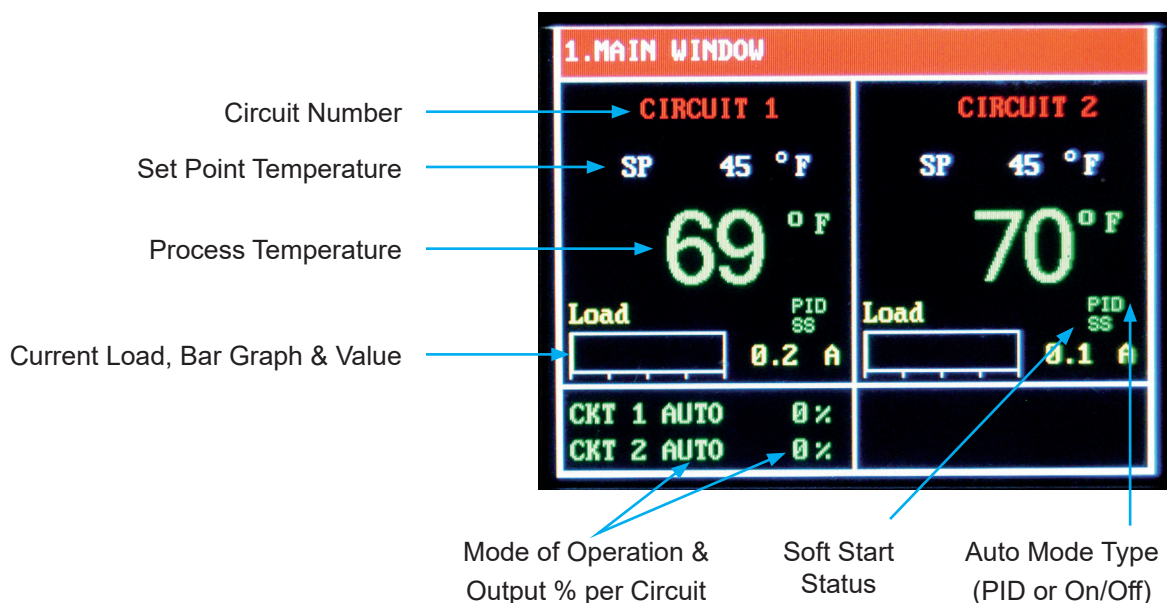 1.MAIN WINDOW
Circuit Number
CIRCUIT 1
CIRCUIT 2
Set Point Temperature
SP 45 °F
SP 45 °F
Process Temperature
69 °F
70 °F
Load
PID
SS
Load
PID
SS
Current Load, Bar Graph & Value
0.2 A
0.1 A
CKT 1 AUTO 0%
CKT 2 AUTO 0%
Mode of Operation &
Output % per Circuit
Soft Start
Status
Auto Mode Type
(PID or On/Off)